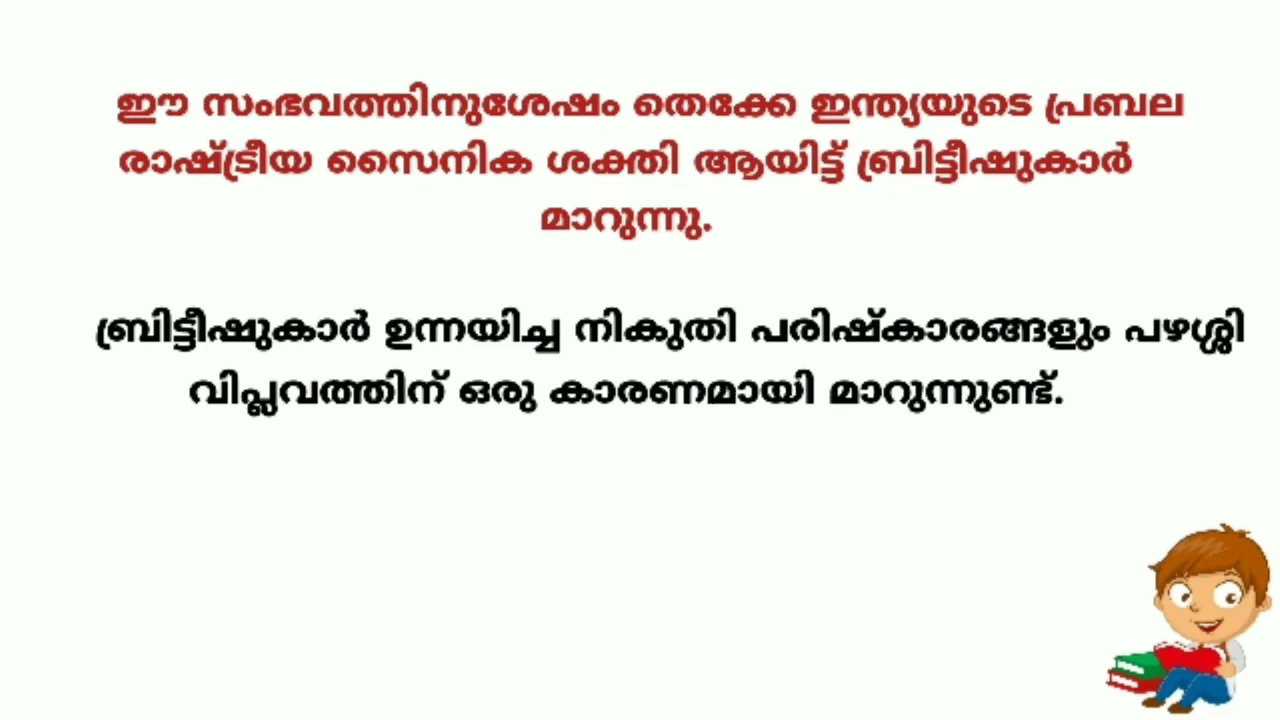 ഈ സംഭവത്തിനുശേഷം തെക്കേ ഇന്ത്യയുടെ പ്രബല
രാഷ്ട്രീയ സൈനിക ശക്തി ആയിട്ട് ബ്രിട്ടീഷുകാർ
മാറുന്നു.
ബ്രിട്ടീഷുകാർ ഉന്നയിച്ച നികുതി പരിഷ്കാരങ്ങളും പഴശ്ശി
വിപ്ലവത്തിന് ഒരു കാരണമായി മാറുന്നുണ്ട്.